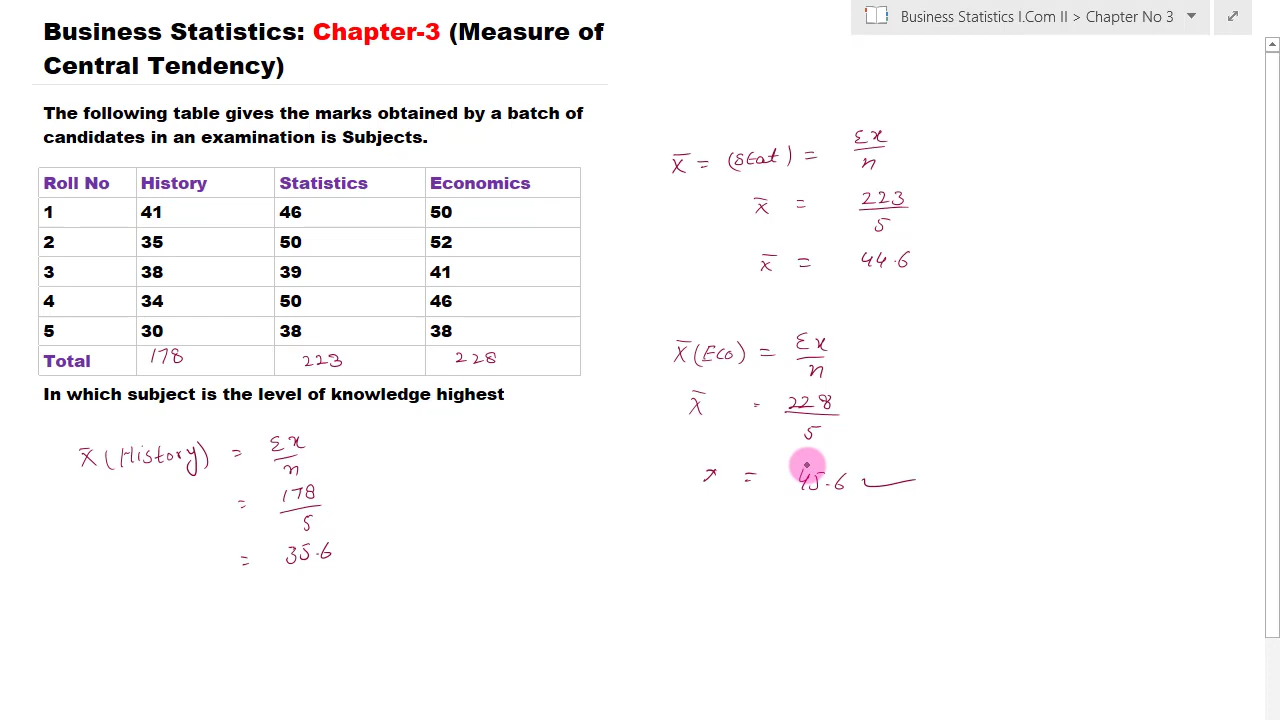 Business Statistics: Chapter-3 (Measure of
Central Tendency)
Business Statistics I.Com II > Chapter No 3
The following table gives the marks obtained by a batch of
candidates in an examination is Subjects.
Roll No History Statistics Economics
1 41 46 50
2 35 50 52
3 38 39 41
4 34 50 46
5 30 38 38
Total 178 223 228
In which subject is the level of knowledge highest
X̄ (History) = Σx/n
= 178/5
= 35.6
X̄ = (Stat) = Σx/n
x̄ = 223/5
x̄ = 44.6
X̄ (Eco) = Σx/n
X̄ = 228/5
x = 45.6